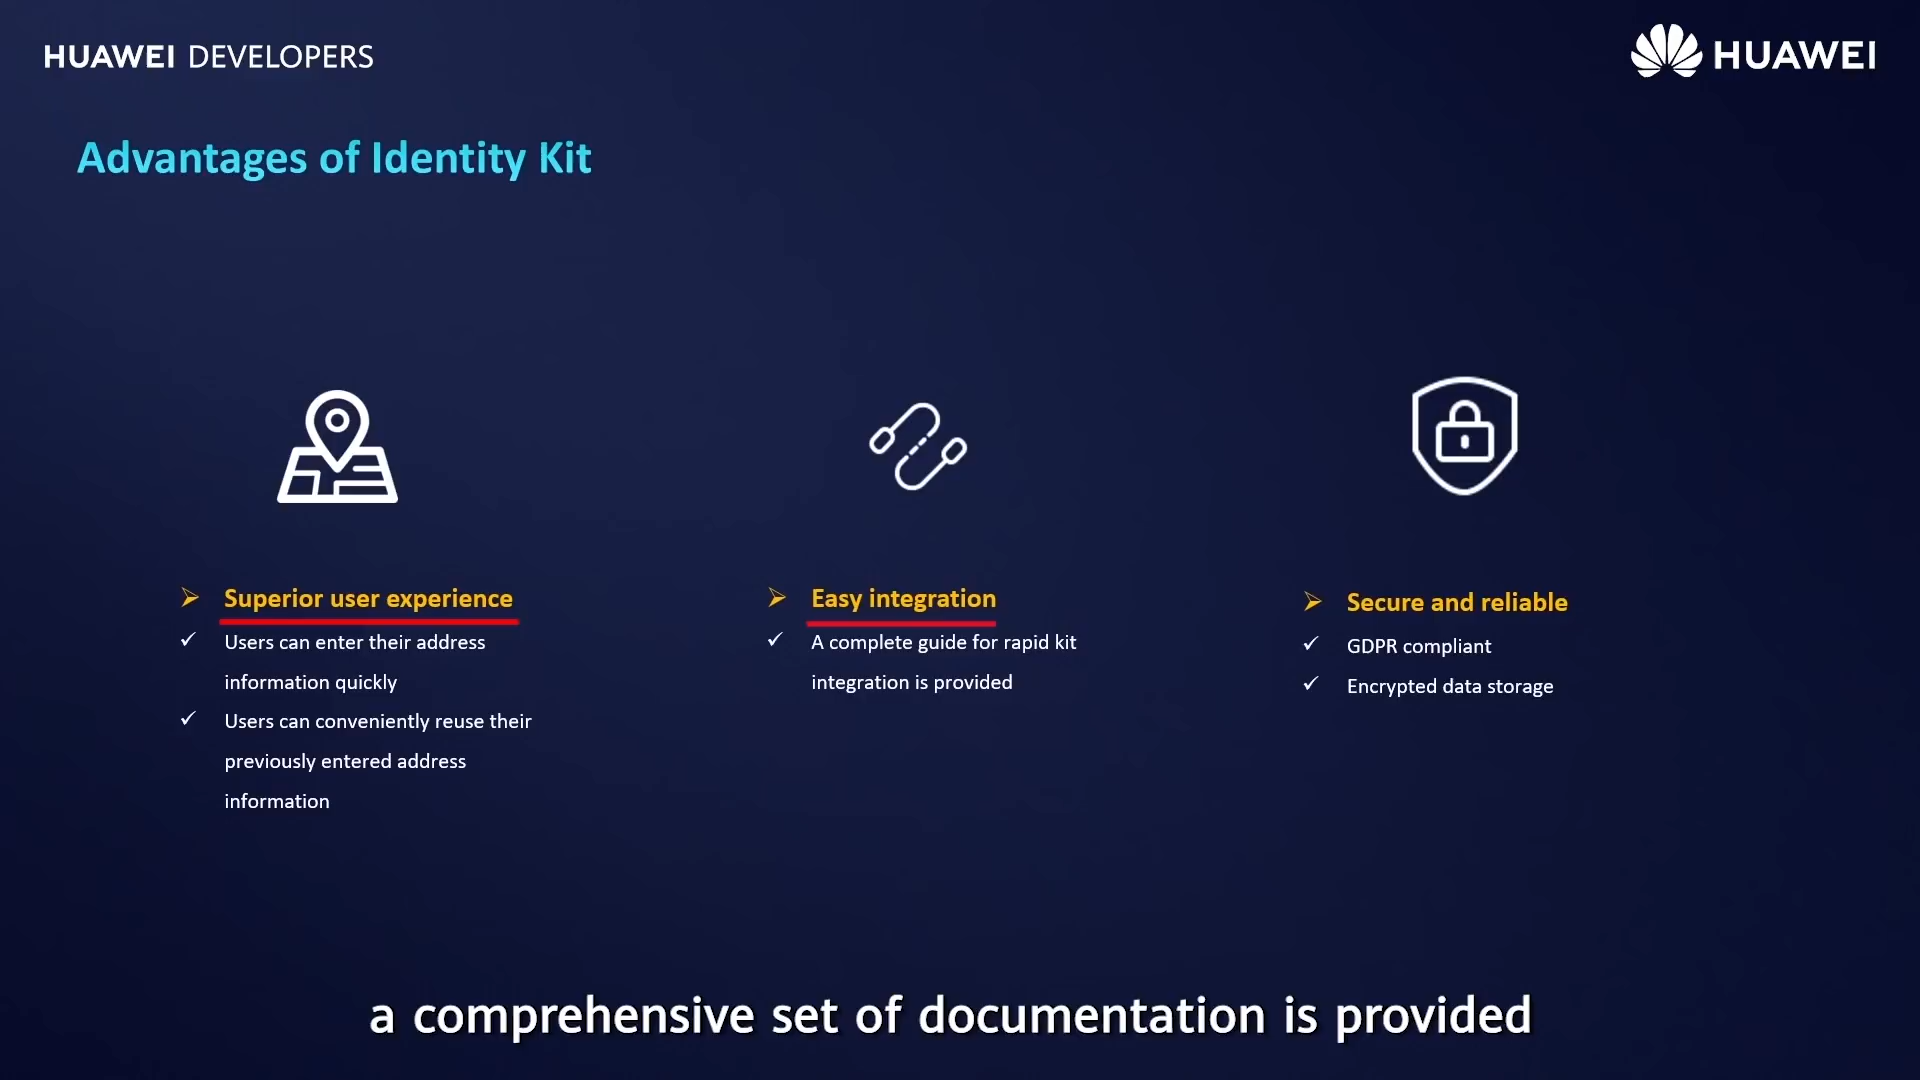 HUAWEI DEVELOPERS
HUAWEI
Advantages of Identity Kit
Superior user experience
Users can enter their address
information quickly
Users can conveniently reuse their
previously entered address
information
Easy integration
A complete guide for rapid kit
integration is provided
Secure and reliable
GDPR compliant
Encrypted data storage
a comprehensive set of documentation is provided